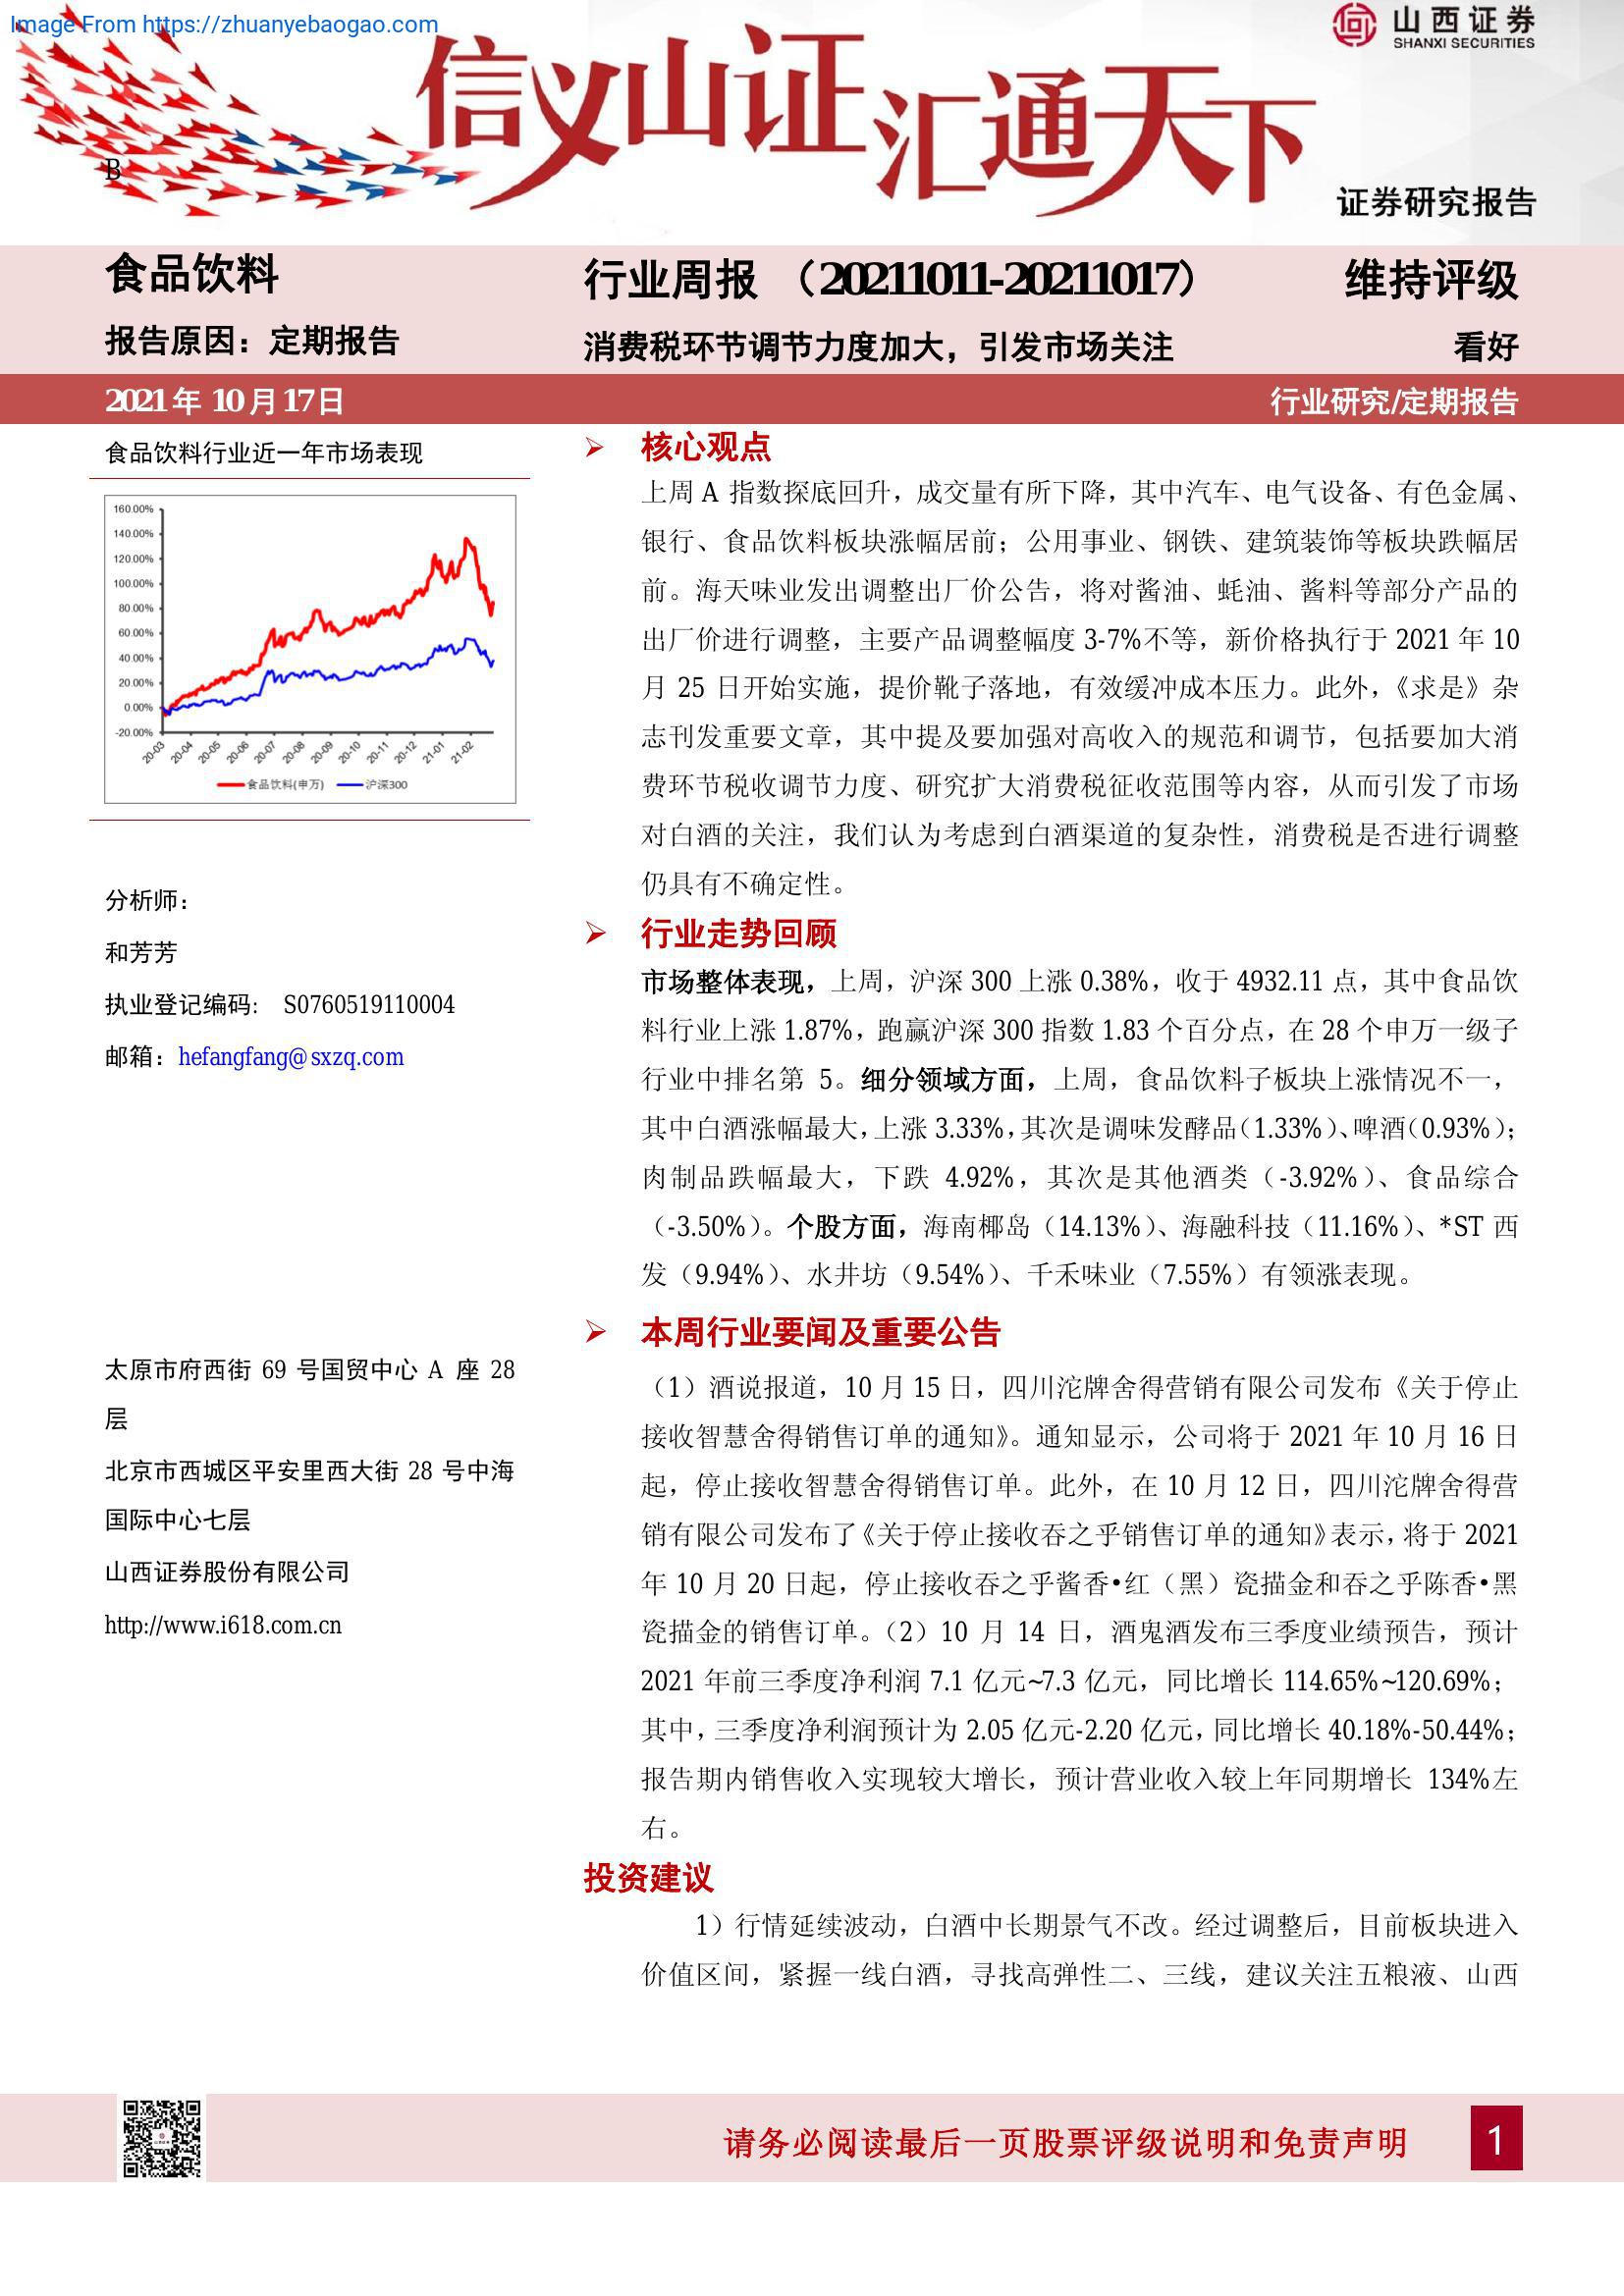 Image From https://zhuanyebaogao.com
山西证券
SHANXI SECURITIES
信义山证汇通天下
B
证券研究报告
食品饮料
行业周报 （20211011-20211017）
维持评级
报告原因：定期报告
消费税环节调节力度加大，引发市场关注
看好
2021 年 10 月 17 日
行业研究/定期报告
食品饮料行业近一年市场表现
160.00%
140.00%
120.00%
100.00%
80.00%
60.00%
40.00%
20.00%
0.00%
-20.00%
20-03
20-04
20-05
20-06
20-07
20-08
20-09
20-10
20-11
20-12
21-01
21-02
食品饮料(申万)
沪深300
分析师：
和芳芳
执业登记编码： S0760519110004
邮箱：hefangfang@sxzq.com
太原市府西街 69 号国贸中心 A 座 28
层
北京市西城区平安里西大街 28 号中海
国际中心七层
山西证券股份有限公司
http://www.i618.com.cn
核心观点
上周 A 指数探底回升，成交量有所下降，其中汽车、电气设备、有色金属、
银行、食品饮料板块涨幅居前；公用事业、钢铁、建筑装饰等板块跌幅居
前。海天味业发出调整出厂价公告，将对酱油、蚝油、酱料等部分产品的
出厂价进行调整，主要产品调整幅度 3-7%不等，新价格执行于 2021 年 10
月 25 日开始实施，提价靴子落地，有效缓冲成本压力。此外，《求是》杂
志刊发重要文章，其中提及要加强对高收入的规范和调节，包括要加大消
费环节税收调节力度、研究扩大消费税征收范围等内容，从而引发了市场
对白酒的关注，我们认为考虑到白酒渠道的复杂性，消费税是否进行调整
仍具有不确定性。
行业走势回顾
市场整体表现，上周，沪深 300 上涨 0.38%，收于 4932.11 点，其中食品饮
料行业上涨 1.87%，跑赢沪深 300 指数 1.83 个百分点，在 28 个申万一级子
行业中排名第 5。细分领域方面，上周，食品饮料子板块上涨情况不一，
其中白酒涨幅最大，上涨 3.33%，其次是调味发酵品（1.33%）、啤酒（0.93%）；
肉制品跌幅最大，下跌 4.92%，其次是其他酒类（-3.92%）、食品综合
（-3.50%）。个股方面，海南椰岛（14.13%）、海融科技（11.16%）、*ST 西
发（9.94%）、水井坊（9.54%）、千禾味业（7.55%）有领涨表现。
本周行业要闻及重要公告
（1）酒说报道，10 月 15 日，四川沱牌舍得营销有限公司发布《关于停止
接收智慧舍得销售订单的通知》。通知显示，公司将于 2021 年 10 月 16 日
起，停止接收智慧舍得销售订单。此外，在 10 月 12 日，四川沱牌舍得营
销有限公司发布了《关于停止接收吞之乎销售订单的通知》表示，将于 2021
年 10 月 20 日起，停止接收吞之乎酱香•红（黑）瓷描金和吞之乎陈香•黑
瓷描金的销售订单。（2）10 月 14 日，酒鬼酒发布三季度业绩预告，预计
2021 年前三季度净利润 7.1 亿元~7.3 亿元，同比增长 114.65%~120.69%；
其中，三季度净利润预计为 2.05 亿元-2.20 亿元，同比增长 40.18%-50.44%；
报告期内销售收入实现较大增长，预计营业收入较上年同期增长 134%左
右。
投资建议
1）行情延续波动，白酒中长期景气不改。经过调整后，目前板块进入
价值区间，紧握一线白酒，寻找高弹性二、三线，建议关注五粮液、山西
请务必阅读最后一页股票评级说明和免责声明
1